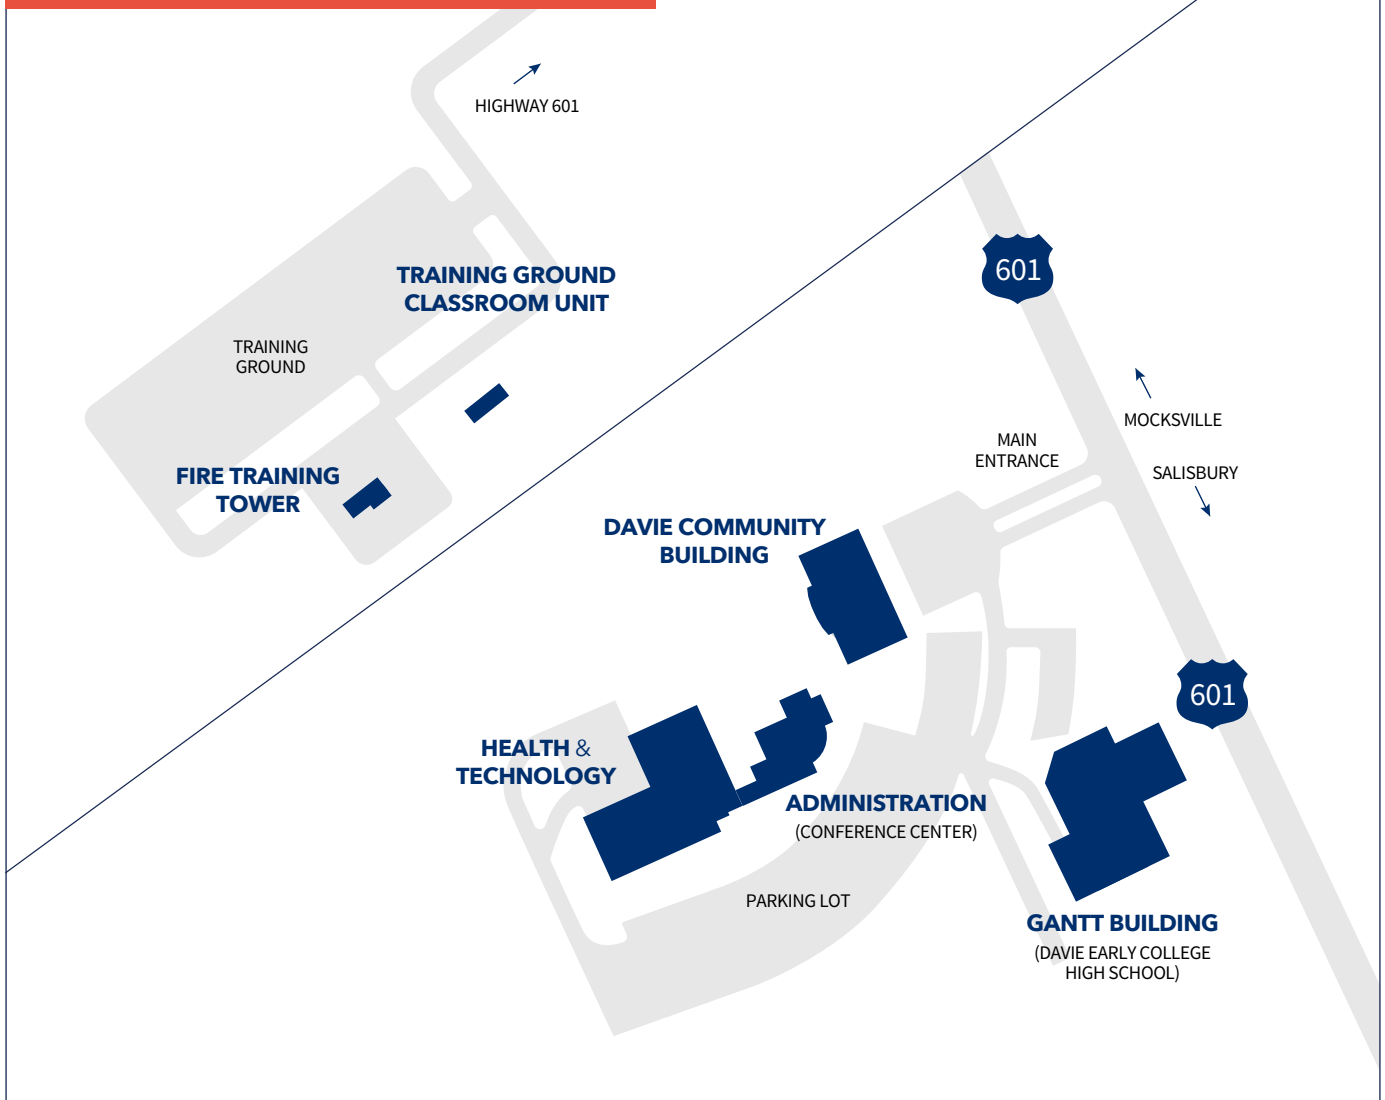 HIGHWAY 601
601
TRAINING GROUND
CLASSROOM UNIT
TRAINING
GROUND
MOCKSVILLE
MAIN
ENTRANCE
SALISBURY
FIRE TRAINING
TOWER
DAVIE COMMUNITY
BUILDING
601
HEALTH &
TECHNOLOGY
ADMINISTRATION
(CONFERENCE CENTER)
PARKING LOT
GANTT BUILDING
(DAVIE EARLY COLLEGE
HIGH SCHOOL)